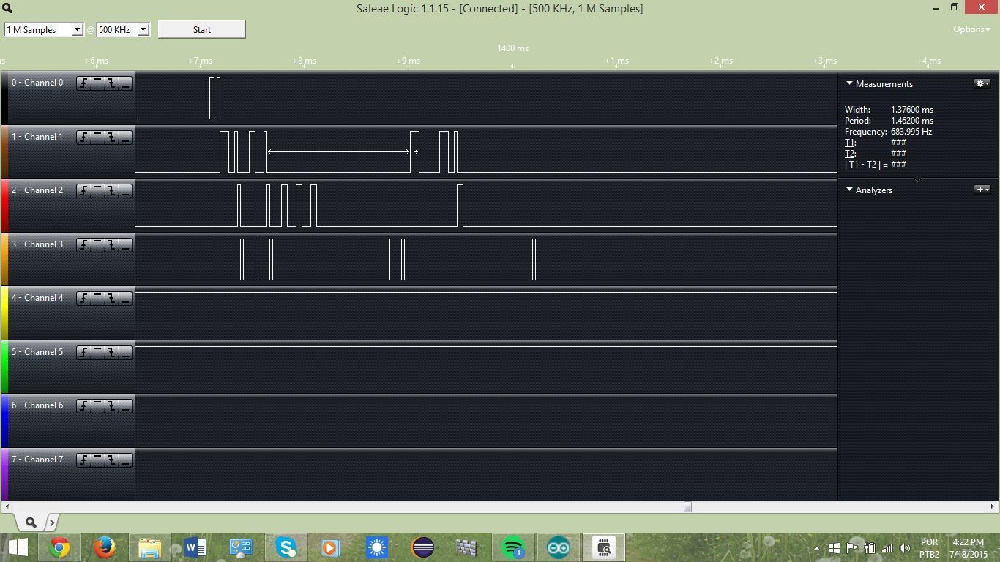 Saleae Logic 1.1.15 - [Connected] - [500 KHz, 1 M Samples]
1 M Samples @ 500 KHz Start Options
1400 ms
+6 ms +7 ms +8 ms +9 ms +1 ms +2 ms +3 ms +4 ms
0 - Channel 0
1 - Channel 1
2 - Channel 2
3 - Channel 3
4 - Channel 4
5 - Channel 5
6 - Channel 6
7 - Channel 7
Measurements
Width: 1.37600 ms
Period: 1.46200 ms
Frequency: 683.995 Hz
T1: ###
T2: ###
| T1 - T2 | = ###
Analyzers
1
POR
PTB2
4:22 PM
7/18/2015